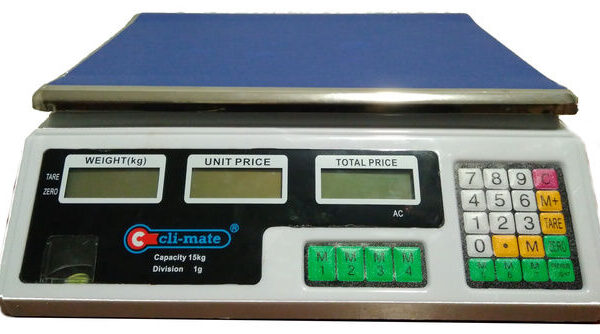 WEIGHT(kg) UNIT PRICE TOTAL PRICE
TARE
ZERO
AC
cli-mate®
Capacity 15kg
Division 1g
7 8 9 C
4 5 6 M+
1 2 3 TARE
0 • M ZERO
M1 M2 M3 M4